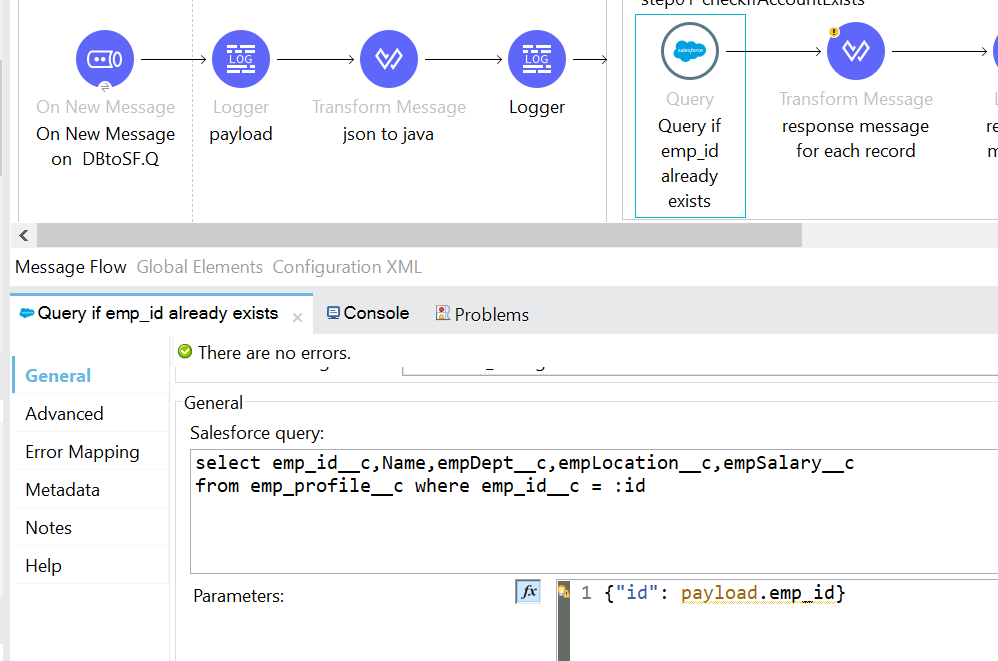 step01-checkIfAccountExists
LOG
LOG
salesforce
On New Message
Logger
Transform Message
Logger
Query
Transform Message
On New Message
on DBtoSF.Q
payload
json to java
Query if
emp_id
already
exists
response message
for each record
Message Flow Global Elements Configuration XML
Query if emp_id already exists
Console
Problems
There are no errors.
General
Advanced
Error Mapping
Metadata
Notes
Help
General
Salesforce query:
select emp_id__c,Name,empDept__c,empLocation__c,empSalary__c
from emp_profile__c where emp_id__c = :id
Parameters:
fx
1 {"id": payload.emp_id}